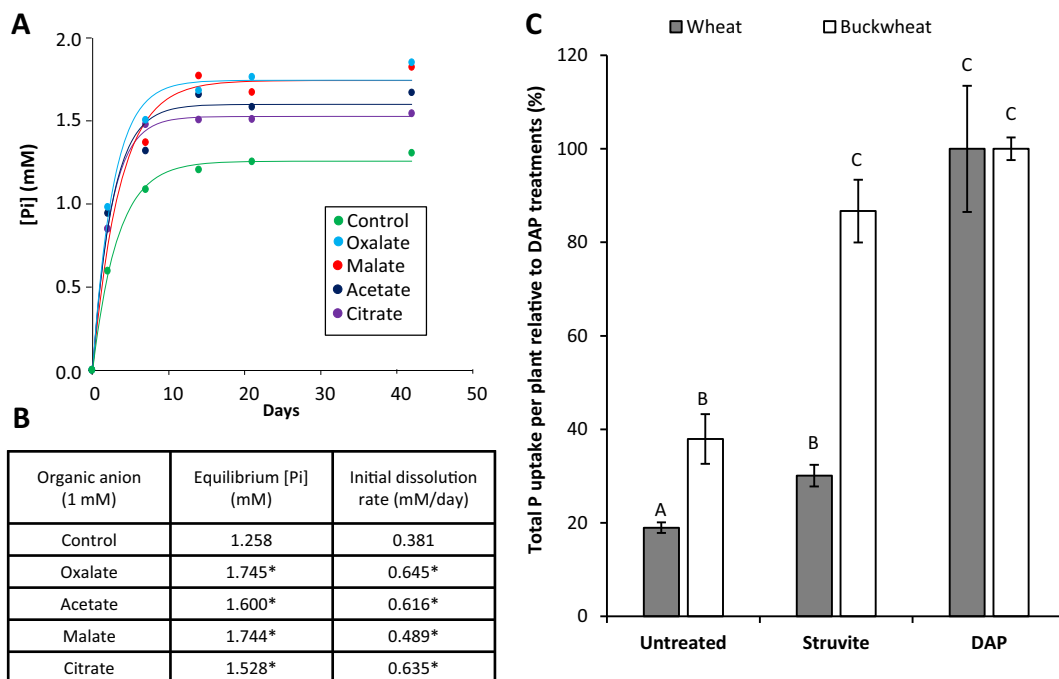 A
2.0
1.5
1.0
0.5
0.0
[Pi] (mM)
Control
Oxalate
Malate
Acetate
Citrate
0 10 20 30 40 50
Days
B
Organic anion (1 mM) Equilibrium [Pi] (mM) Initial dissolution rate (mM/day)
Control 1.258 0.381
Oxalate 1.745* 0.645*
Acetate 1.600* 0.616*
Malate 1.744* 0.489*
Citrate 1.528* 0.635*
C
Wheat Buckwheat
Total P uptake per plant relative to DAP treatments (%)
120
100
80
60
40
20
0
A B B C C C
Untreated Struvite DAP